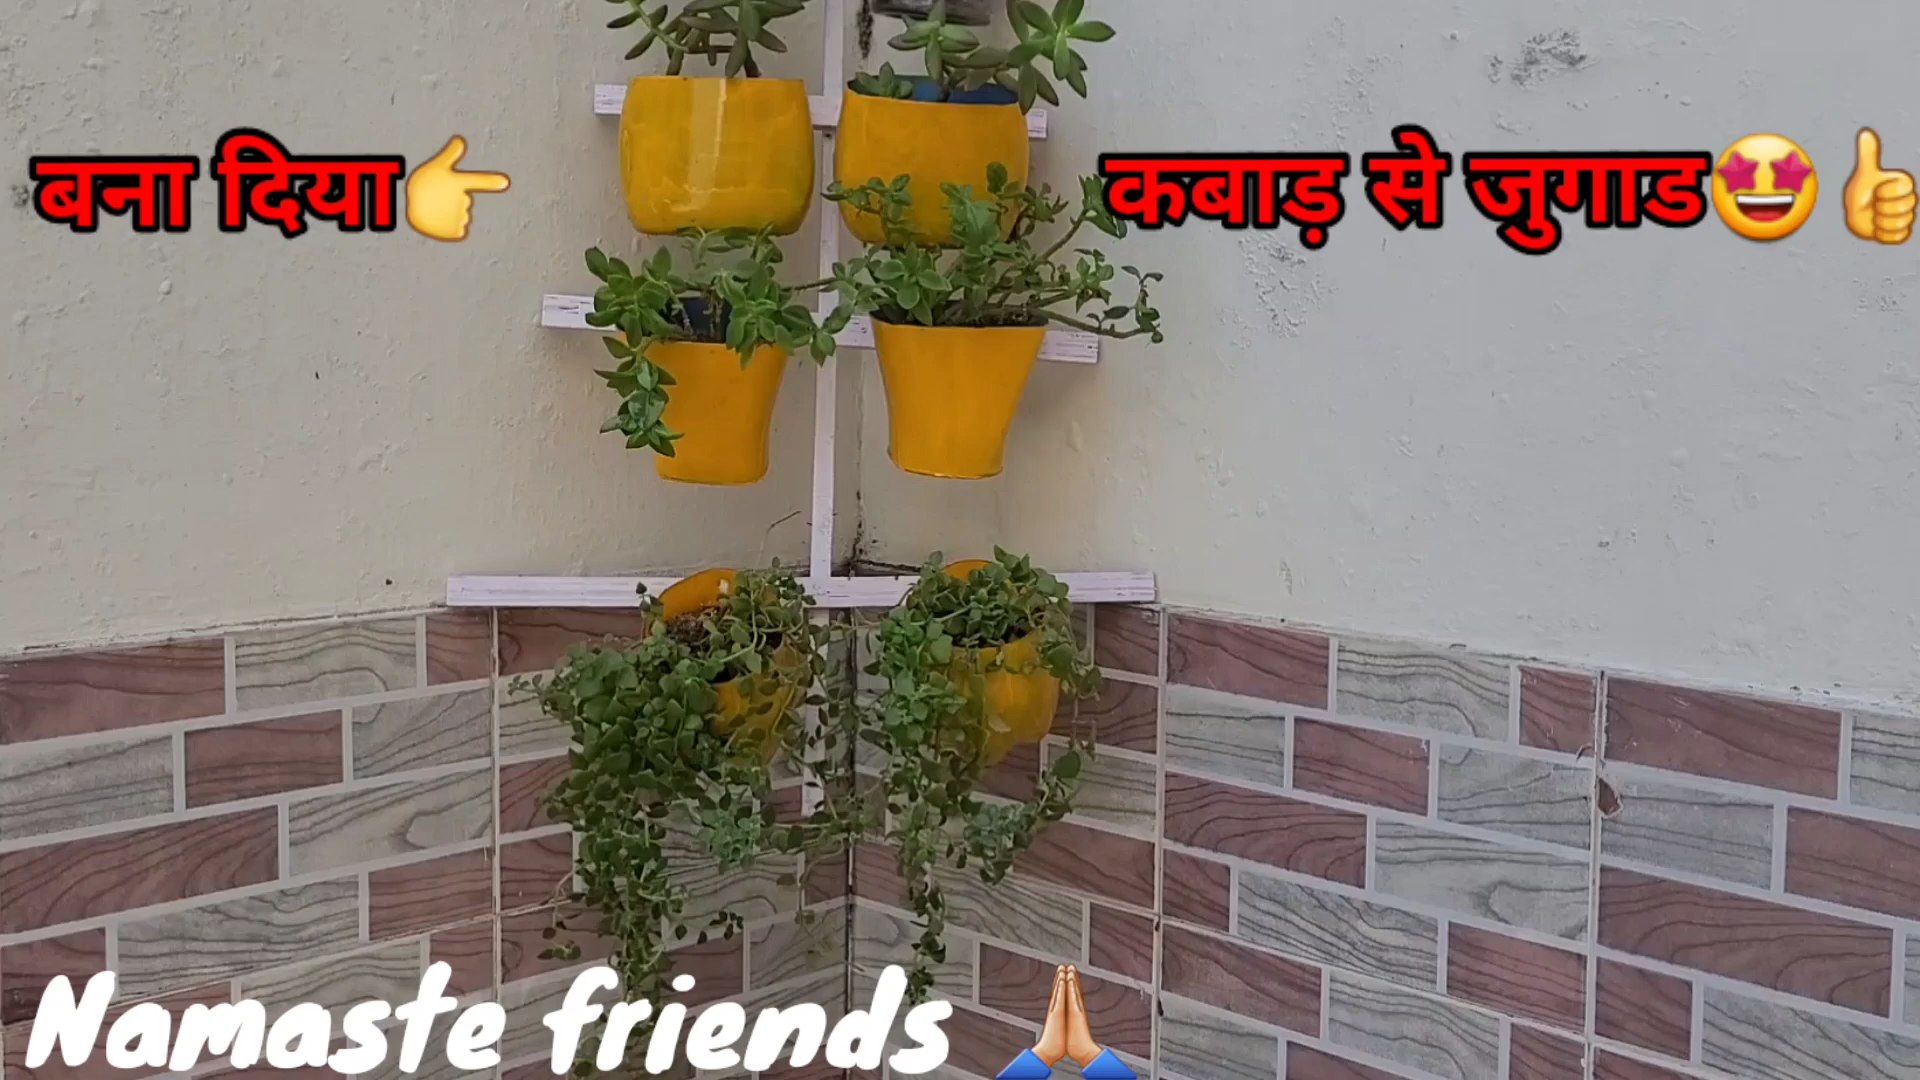 बना दिया👉 कबाड़ से जुगाड🤩👍
Namaste friends 🙏